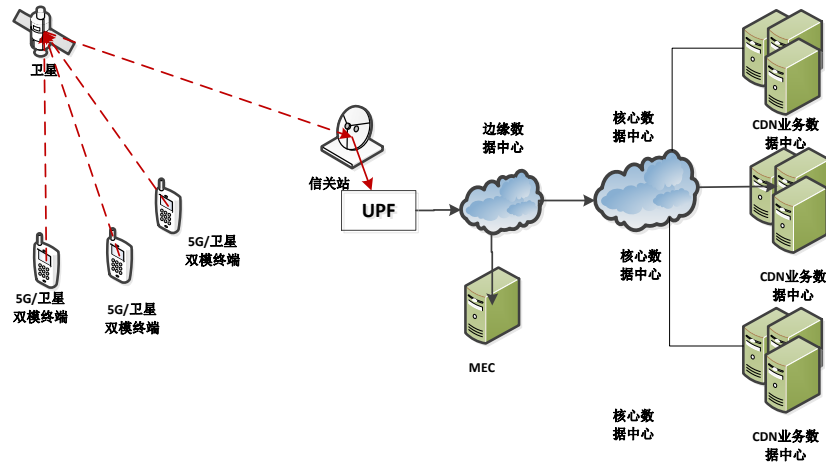 卫星
5G/卫星
双模终端
5G/卫星
双模终端
5G/卫星
双模终端
信关站
UPF
边缘数
据中心
MEC
核心数
据中心
核心数
据中心
核心数
据中心
CDN业务数
据中心
CDN业务数
据中心
CDN业务数
据中心